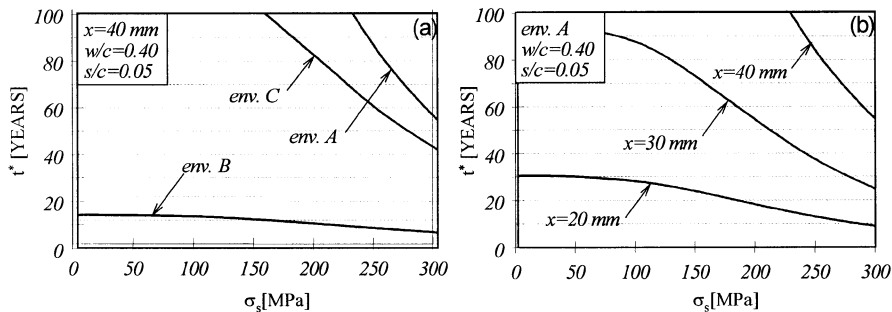 (a)
x=40 mm
w/c=0.40
s/c=0.05
env. C
env. A
env. B
100
80
60
40
20
0
t* [YEARS]
0 50 100 150 200 250 300
σs[MPa]
(b)
env. A
w/c=0.40
s/c=0.05
x=40 mm
x=30 mm
x=20 mm
100
80
60
40
20
0
t* [YEARS]
0 50 100 150 200 250 300
σs[MPa]